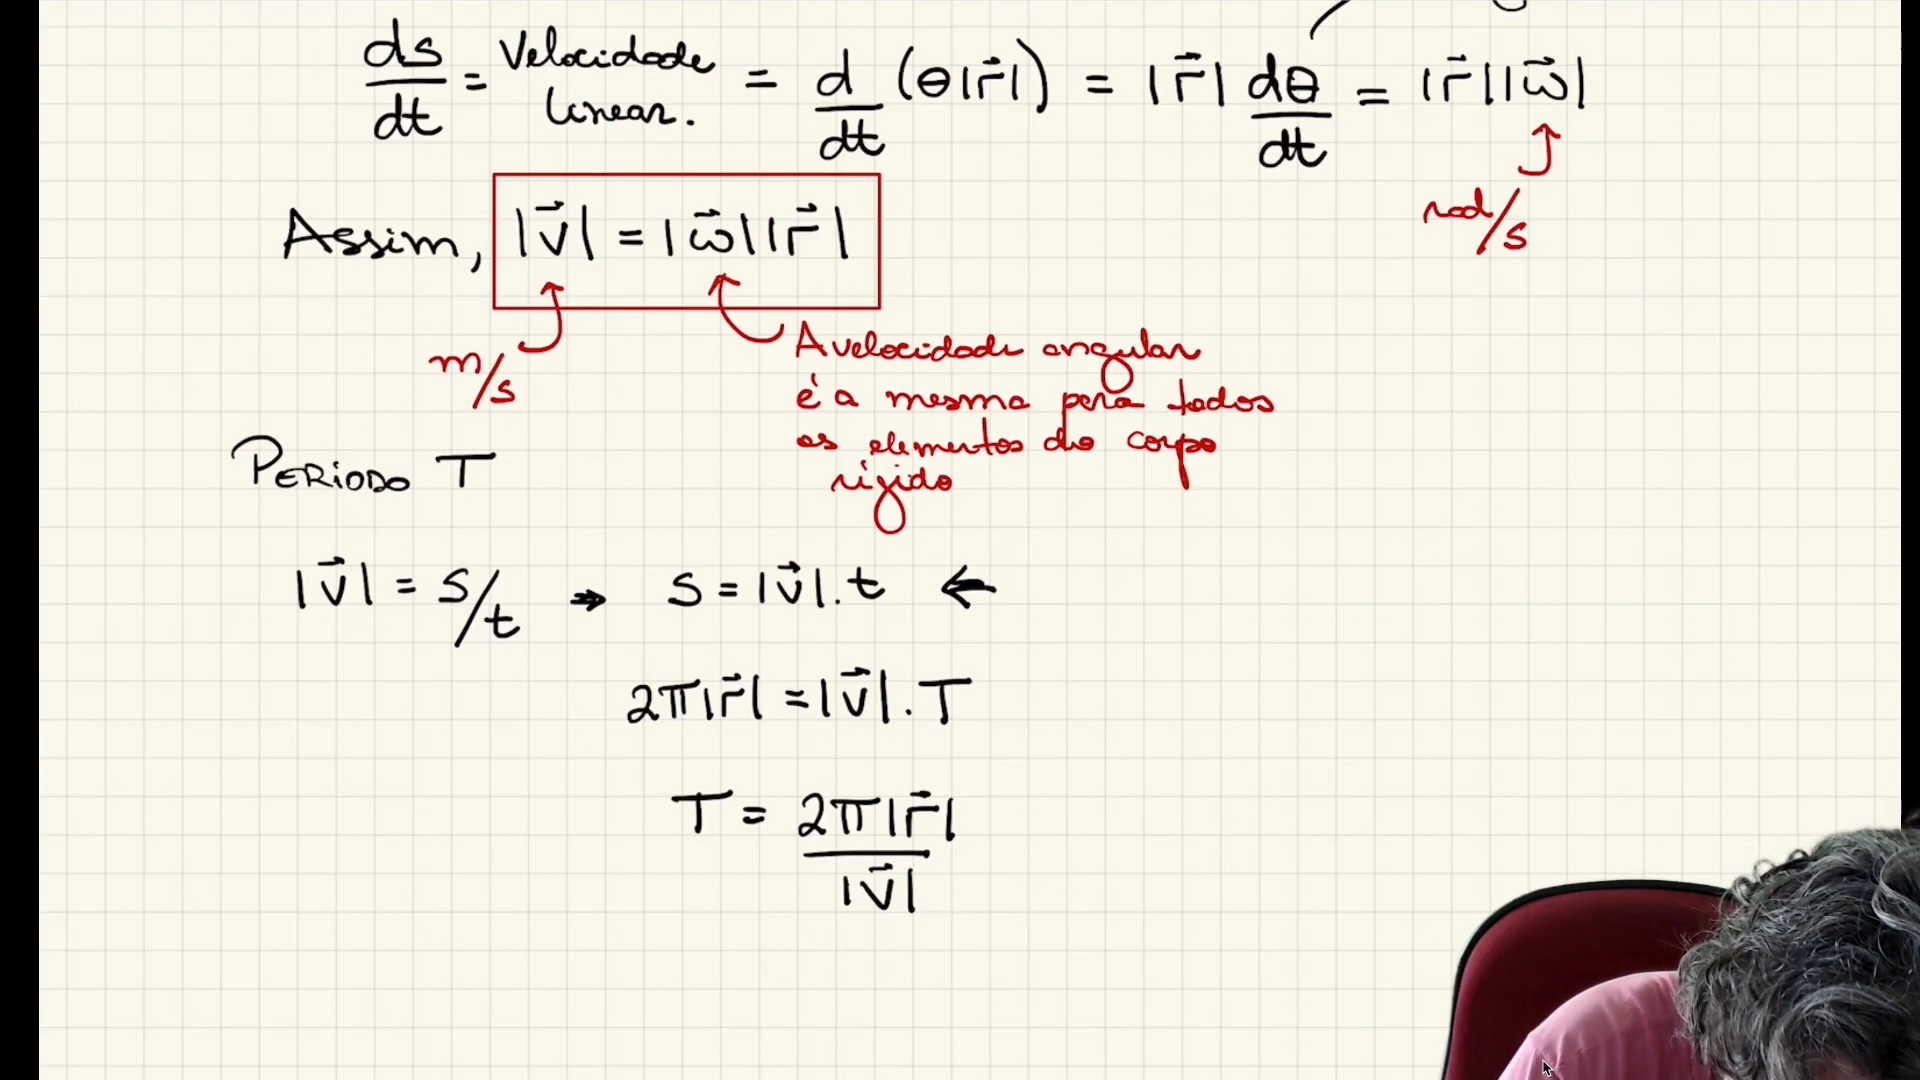 ds/dt = Velocidade linear. = d/dt (θ|r⃗|) = |r⃗| dθ/dt = |r⃗||ω⃗|
rad/s
Assim, |v⃗| = |ω⃗||r⃗|
m/s
A velocidade angular
é a mesma para todos
os elementos do corpo
rígido
PERÍODO T
|v⃗| = s/t → s = |v⃗|.t ←
2π|r⃗| = |v⃗|.T
T = 2π|r⃗|/|v⃗|